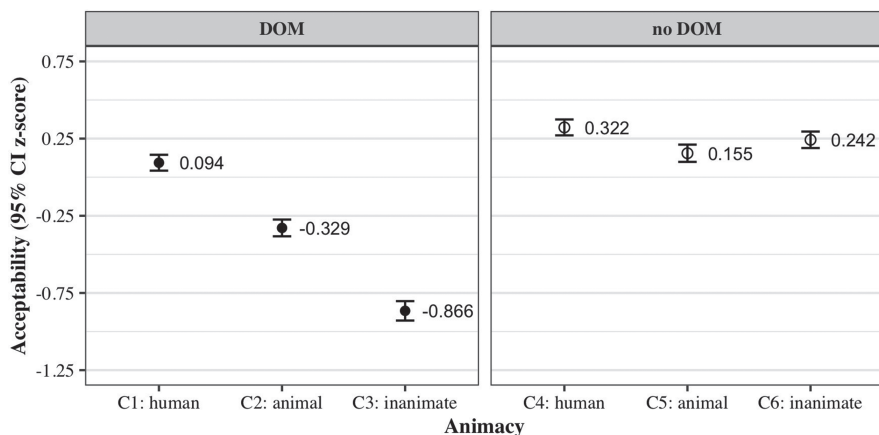 DOM
no DOM
Acceptability (95% CI z-score)
0.75
0.25
-0.25
-0.75
-1.25
0.094
-0.329
-0.866
0.322
0.155
0.242
C1: human
C2: animal
C3: inanimate
C4: human
C5: animal
C6: inanimate
Animacy